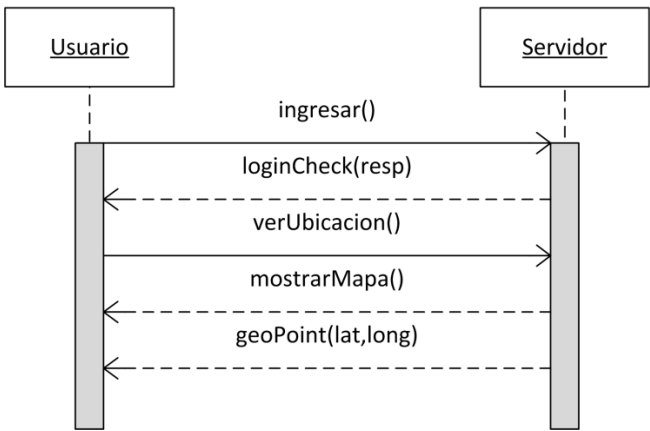 Usuario
Servidor
ingresar()
loginCheck(resp)
verUbicacion()
mostrarMapa()
geoPoint(lat,long)